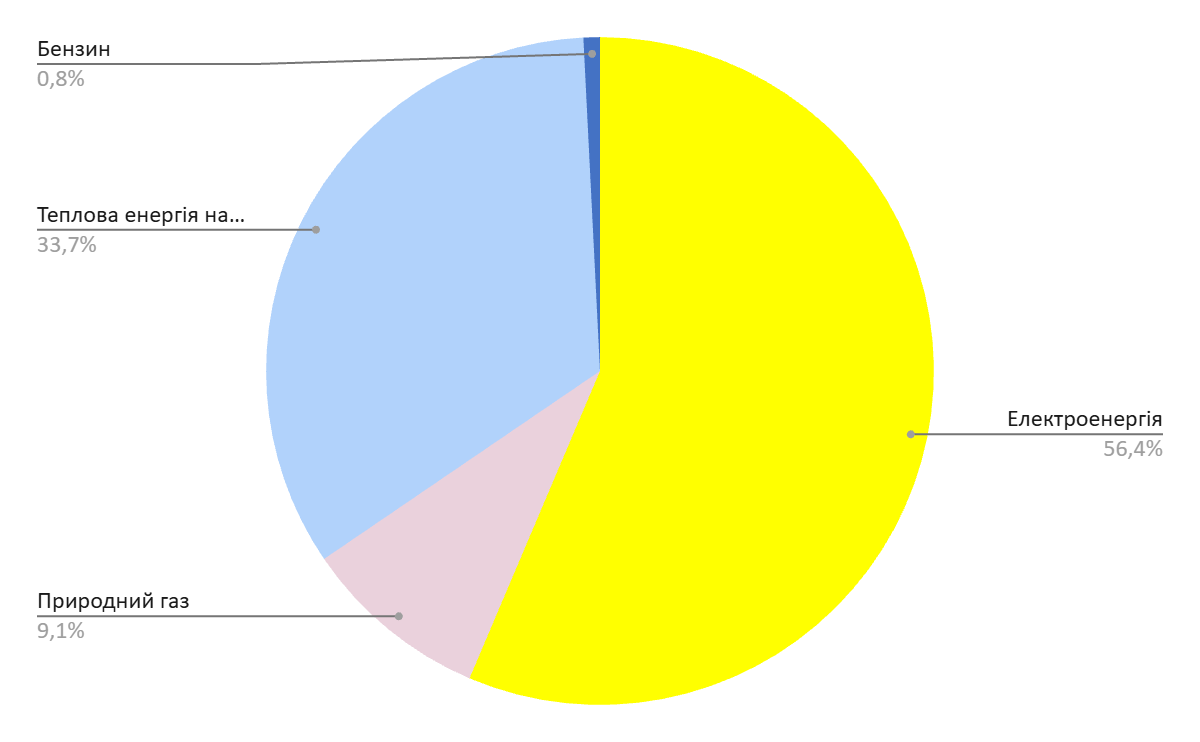 Бензин
0,8%
Теплова енергія на...
33,7%
Електроенергія
56,4%
Природний газ
9,1%